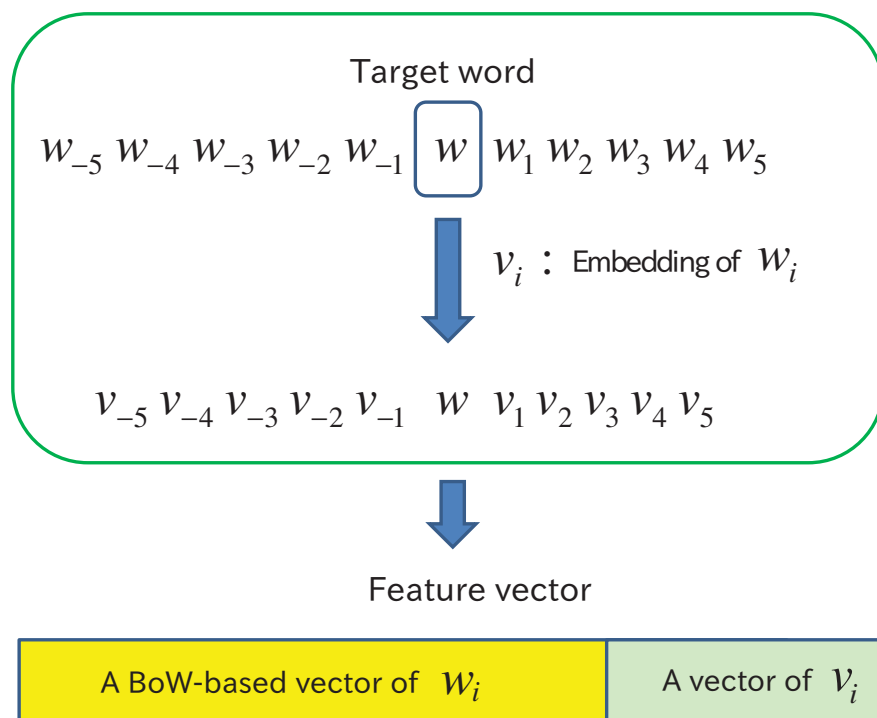 Target word
w₋₅ w₋₄ w₋₃ w₋₂ w₋₁ w w₁ w₂ w₃ w₄ w₅
vᵢ : Embedding of wᵢ
v₋₅ v₋₄ v₋₃ v₋₂ v₋₁ w v₁ v₂ v₃ v₄ v₅
Feature vector
A BoW-based vector of wᵢ A vector of vᵢ